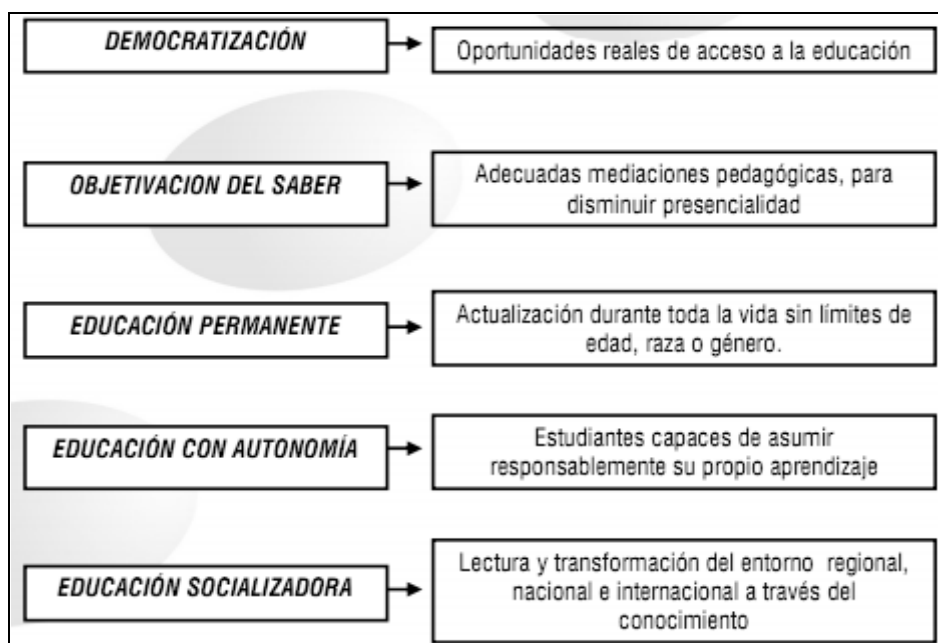 DEMOCRATIZACIÓN
Oportunidades reales de acceso a la educación
OBJETIVACION DEL SABER
Adecuadas mediaciones pedagógicas, para
disminuir presencialidad
EDUCACIÓN PERMANENTE
Actualización durante toda la vida sin límites de
edad, raza o género.
EDUCACIÓN CON AUTONOMÍA
Estudiantes capaces de asumir
responsablemente su propio aprendizaje
EDUCACIÓN SOCIALIZADORA
Lectura y transformación del entorno regional,
nacional e internacional a través del
conocimiento